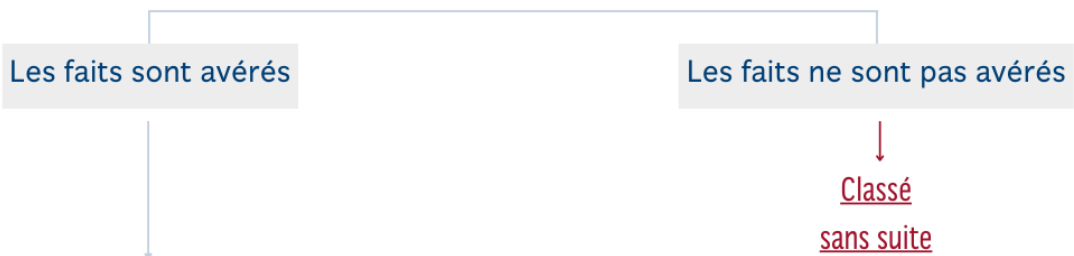 Les faits sont avérés
Les faits ne sont pas avérés
Classé
sans suite